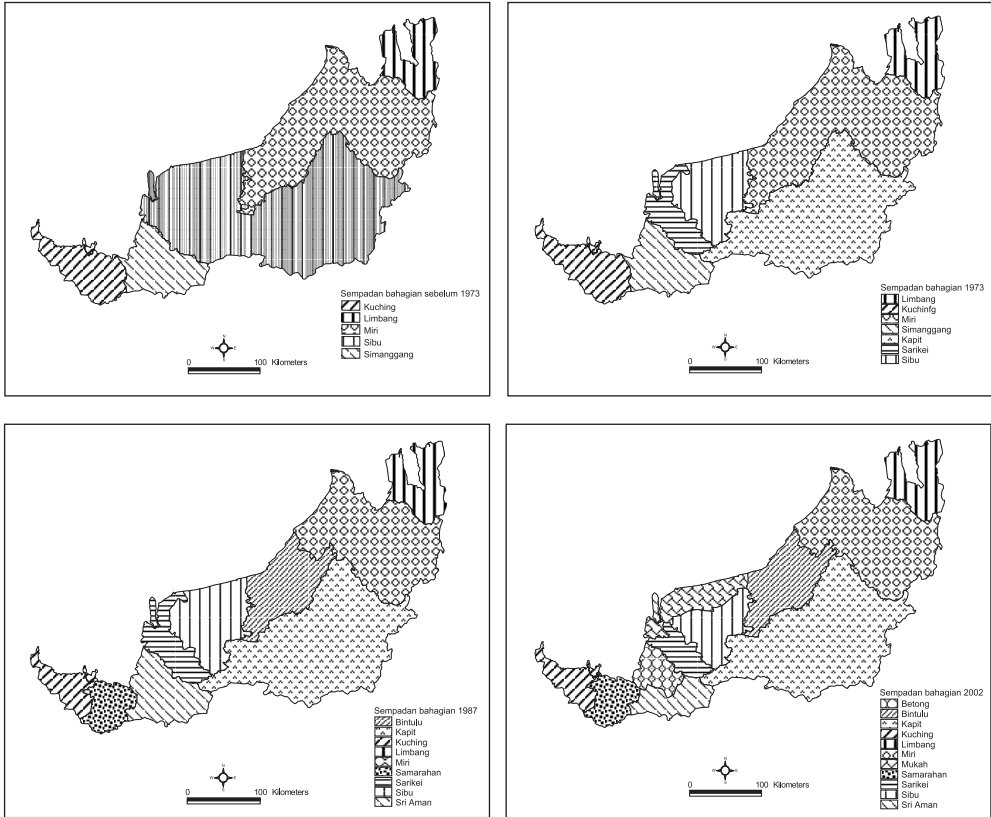 Sempadan bahagian sebelum 1973
Kuching
Limbang
Miri
Sibu
Simanggang
N
W E
S
0 100 Kilometers
Sempadan bahagian 1973
Limbang
Kuchinfg
Miri
Simanggang
Kapit
Sarikei
Sibu
N
W E
S
0 100 Kilometers
Sempadan bahagian 1987
Bintulu
Kapit
Kuching
Limbang
Miri
Samarahan
Sarikei
Sibu
Sri Aman
N
W E
S
0 100 Kilometers
Sempadan bahagian 2002
Betong
Bintulu
Kapit
Kuching
Limbang
Miri
Mukah
Samarahan
Sarikei
Sibu
Sri Aman
N
W E
S
0 100 Kilometers